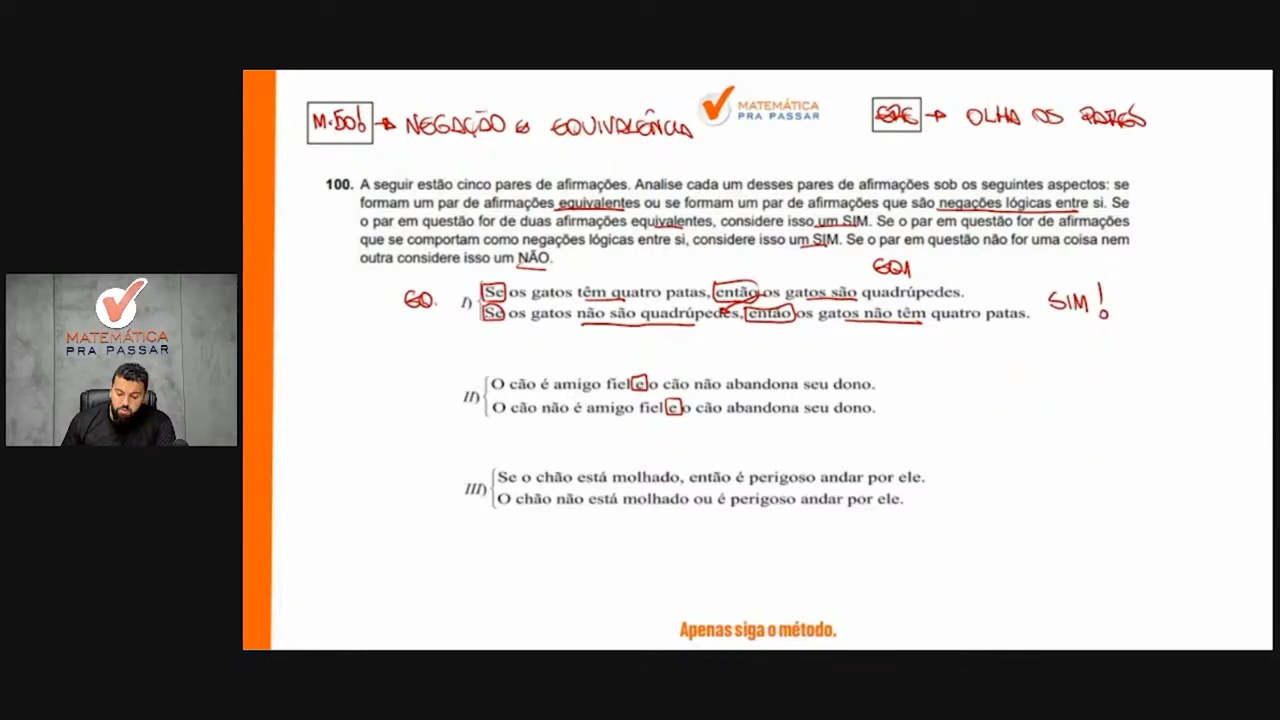 M.50! → NEGAÇÃO E EQUIVALÊNCIA
MATEMÁTICA
PRA PASSAR
→ OLHA OS PARES
100. A seguir estão cinco pares de afirmações. Analise cada um desses pares de afirmações sob os seguintes aspectos: se
formam um par de afirmações equivalentes ou se formam um par de afirmações que são negações lógicas entre si. Se
o par em questão for de duas afirmações equivalentes, considere isso um SIM. Se o par em questão for de afirmações
que se comportam como negações lógicas entre si, considere isso um SIM. Se o par em questão não for uma coisa nem
outra considere isso um NÃO.
EQ1
EQ.
I) Se os gatos têm quatro patas, então os gatos são quadrúpedes.
Se os gatos não são quadrúpedes, então os gatos não têm quatro patas.
SIM!
MATEMÁTICA
PRA PASSAR
II) O cão é amigo fiel e o cão não abandona seu dono.
O cão não é amigo fiel e o cão abandona seu dono.
III) Se o chão está molhado, então é perigoso andar por ele.
O chão não está molhado ou é perigoso andar por ele.
Apenas siga o método.